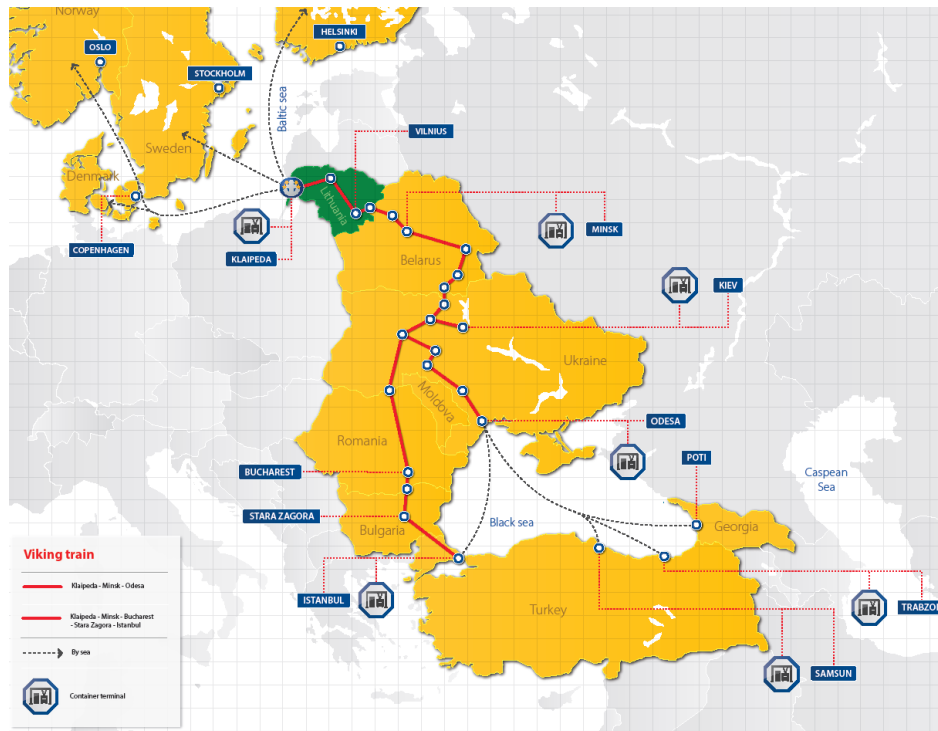 Norway
HELSINKI
OSLO
STOCKHOLM
Baltic sea
VILNIUS
Sweden
Denmark
Lithuania
MINSK
COPENHAGEN
KLAIPEDA
Belarus
KIEV
Ukraine
Moldova
ODESA
Romania
POTI
BUCHAREST
Caspean
Sea
STARA ZAGORA
Black sea
Georgia
Bulgaria
Viking train
Klaipeda - Minsk - Odesa
ISTANBUL
TRABZON
Turkey
Klaipeda - Minsk - Bucharest
- Stara Zagora - Istanbul
By sea
SAMSUN
Container terminal